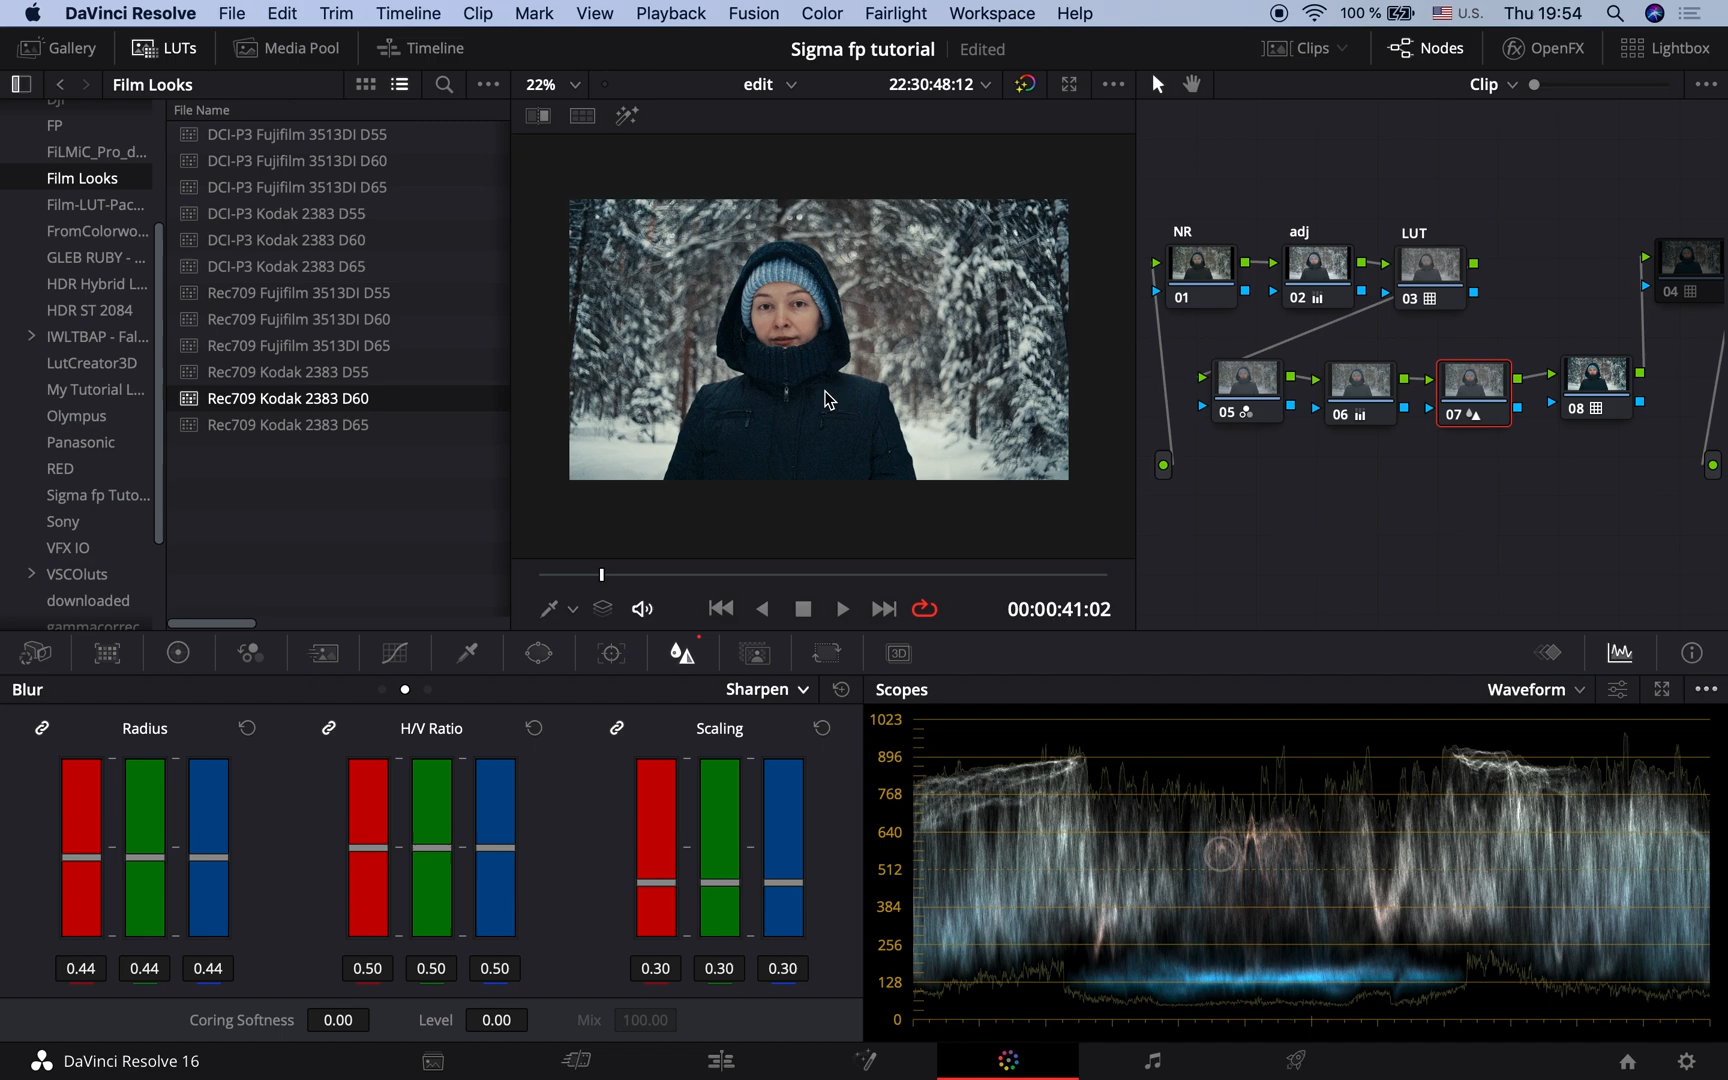 DaVinci Resolve File Edit Trim Timeline Clip Mark View Playback Fusion Color Fairlight Workspace Help 100 % U.S. Thu 19:54
Gallery LUTs Media Pool Timeline Sigma fp tutorial Edited Clips Nodes OpenFX Lightbox
Film Looks 22% edit 22:30:48:12 Clip
File Name
FP
FiLMiC_Pro_d...
Film Looks
Film-LUT-Pac...
FromColorwo...
GLEB RUBY - ...
HDR Hybrid L...
HDR ST 2084
IWLTBAP - Fal...
LutCreator3D
My Tutorial L...
Olympus
Panasonic
RED
Sigma fp Tuto...
Sony
VFX IO
VSCOluts
downloaded
gammacorrec
DCI-P3 Fujifilm 3513DI D55
DCI-P3 Fujifilm 3513DI D60
DCI-P3 Fujifilm 3513DI D65
DCI-P3 Kodak 2383 D55
DCI-P3 Kodak 2383 D60
DCI-P3 Kodak 2383 D65
Rec709 Fujifilm 3513DI D55
Rec709 Fujifilm 3513DI D60
Rec709 Fujifilm 3513DI D65
Rec709 Kodak 2383 D55
Rec709 Kodak 2383 D60
Rec709 Kodak 2383 D65
NR adj LUT
01 02 03 04
05 06 07 08
00:00:41:02
3D
Blur Sharpen
Radius H/V Ratio Scaling
0.44 0.44 0.44 0.50 0.50 0.50 0.30 0.30 0.30
Coring Softness 0.00 Level 0.00 Mix 100.00
Scopes Waveform
1023
896
768
640
512
384
256
128
0
DaVinci Resolve 16